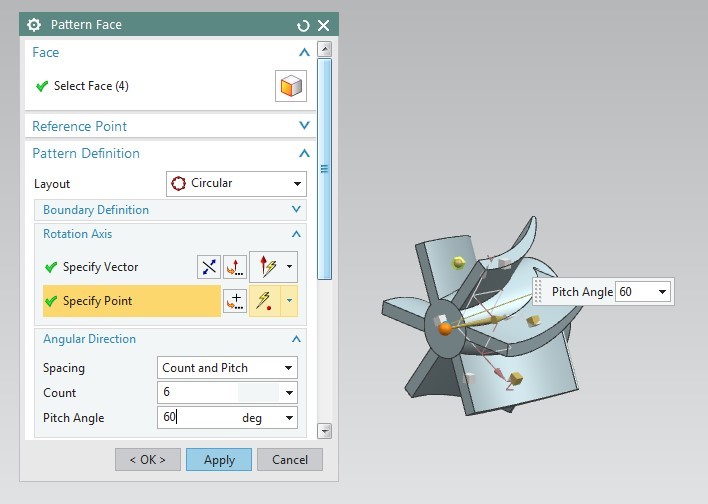 Pattern Face
Face
Select Face (4)
Reference Point
Pattern Definition
Layout Circular
Boundary Definition
Rotation Axis
Specify Vector
Specify Point
Angular Direction
Spacing Count and Pitch
Count 6
Pitch Angle 60 deg
< OK > Apply Cancel
Pitch Angle 60